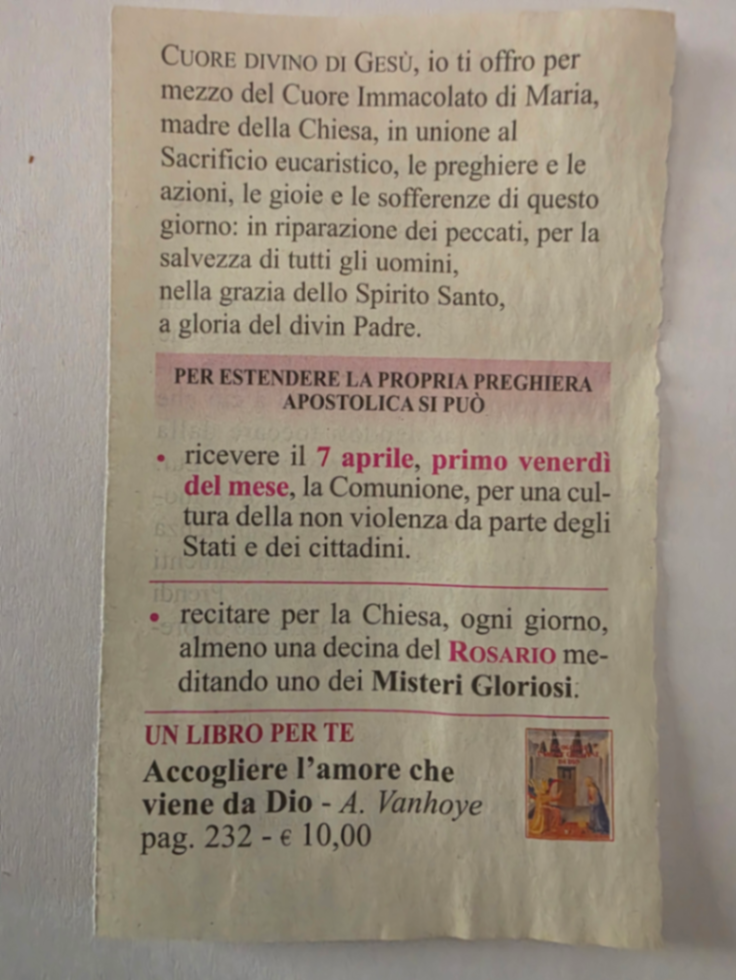 CUORE DIVINO DI GESÙ, io ti offro per
mezzo del Cuore Immacolato di Maria,
madre della Chiesa, in unione al
Sacrificio eucaristico, le preghiere e le
azioni, le gioie e le sofferenze di questo
giorno: in riparazione dei peccati, per la
salvezza di tutti gli uomini,
nella grazia dello Spirito Santo,
a gloria del divin Padre.
PER ESTENDERE LA PROPRIA PREGHIERA
APOSTOLICA SI PUÒ
• ricevere il 7 aprile, primo venerdì
del mese, la Comunione, per una cul-
tura della non violenza da parte degli
Stati e dei cittadini.
• recitare per la Chiesa, ogni giorno,
almeno una decina del ROSARIO me-
ditando uno dei Misteri Gloriosi.
UN LIBRO PER TE
Accogliere l'amore che
viene da Dio - A. Vanhoye
pag. 232 - € 10,00